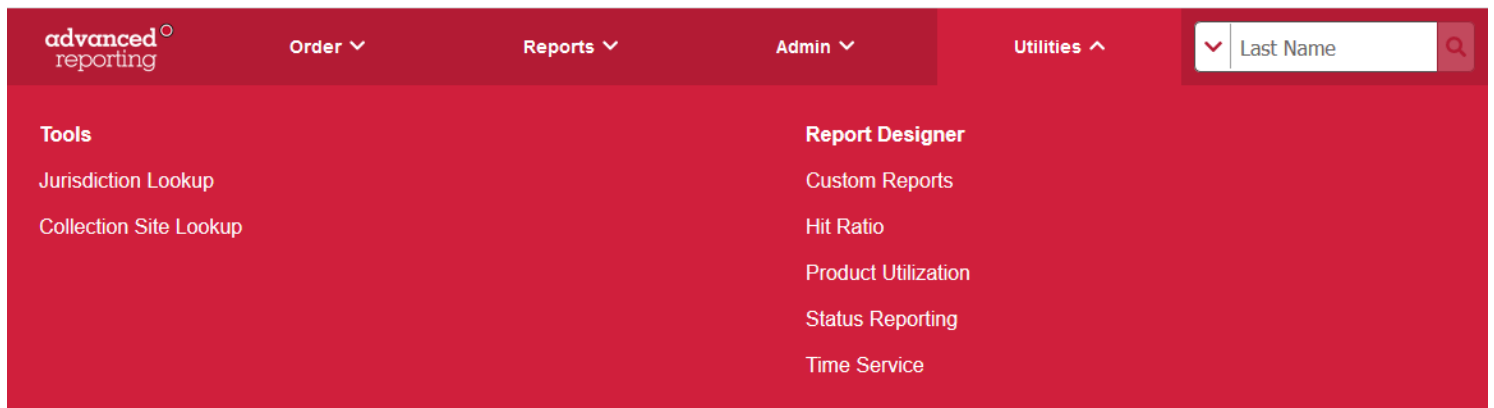 advanced
reporting
Order
Reports
Admin
Utilities
Last Name
Tools
Jurisdiction Lookup
Collection Site Lookup
Report Designer
Custom Reports
Hit Ratio
Product Utilization
Status Reporting
Time Service